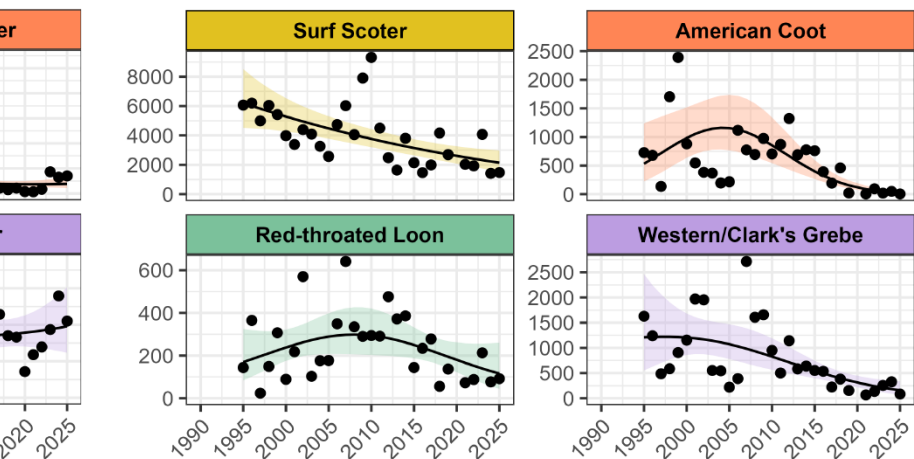 er
Surf Scoter
American Coot
8000
6000
4000
2000
0
2500
2000
1500
1000
500
0
r
Red-throated Loon
Western/Clark's Grebe
600
400
200
0
2500
2000
1500
1000
500
0
2020 2025
1990 1995 2000 2005 2010 2015 2020 2025
1990 1995 2000 2005 2010 2015 2020 2025